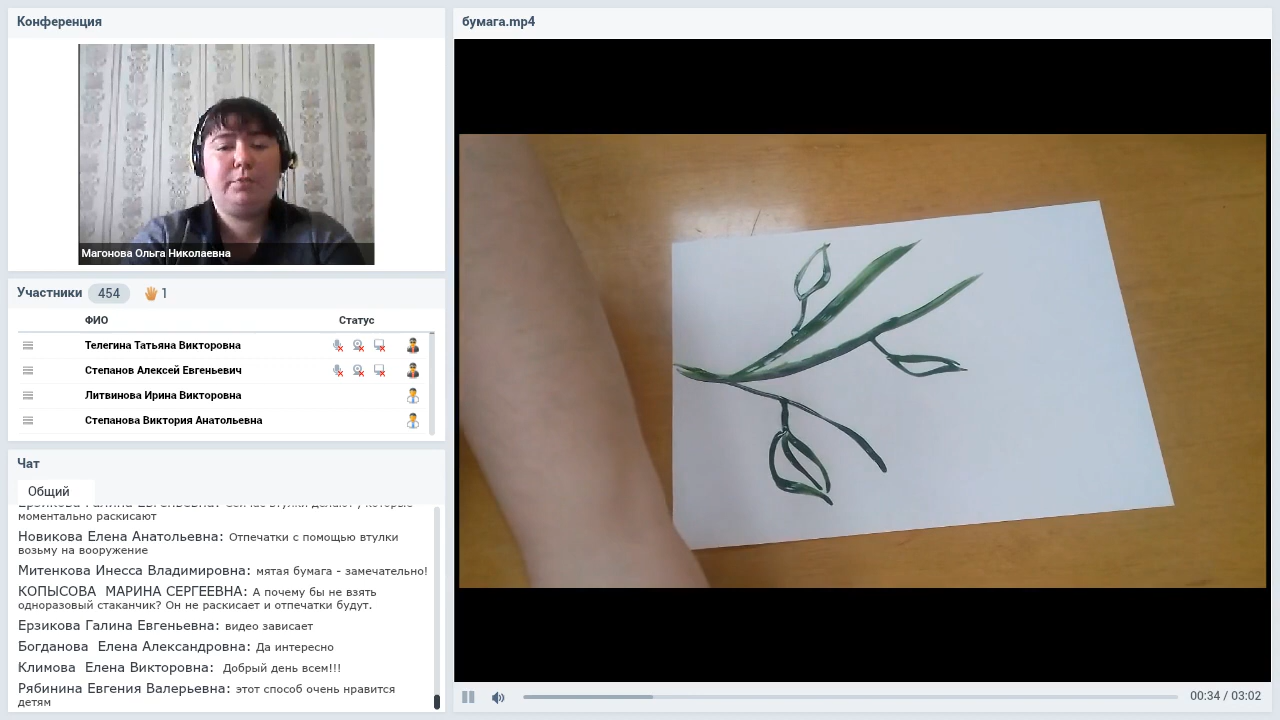 Конференция
Магонова Ольга Николаевна
Участники 454 1
ФИО Статус
Телегина Татьяна Викторовна
Степанов Алексей Евгеньевич
Литвинова Ирина Викторовна
Степанова Виктория Анатольевна
Чат
Общий
моментально раскисают
Новикова Елена Анатольевна: Отпечатки с помощью втулки
возьму на вооружение
Митенкова Инесса Владимировна: мятая бумага - замечательно!
КОПЫСОВА МАРИНА СЕРГЕЕВНА: А почему бы не взять
одноразовый стаканчик? Он не раскисает и отпечатки будут.
Ерзикова Галина Евгеньевна: видео зависает
Богданова Елена Александровна: Да интересно
Климова Елена Викторовна: Добрый день всем!!!
Рябинина Евгения Валерьевна: этот способ очень нравится
детям
бумага.mp4
00:34 / 03:02